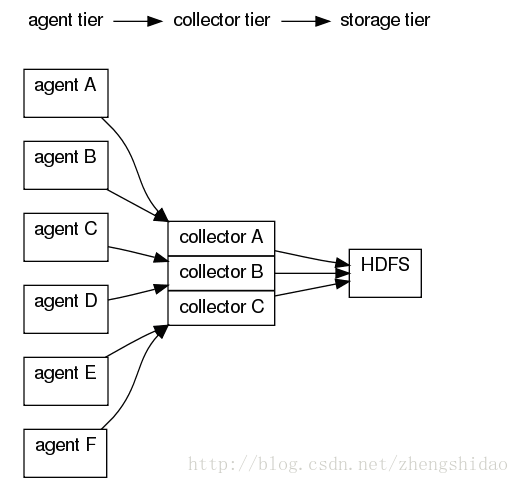 agent tier collector tier storage tier
agent A
agent B
agent C
agent D
agent E
agent F
collector A
collector B
collector C
HDFS
http://blog.csdn.net/zhengshidao